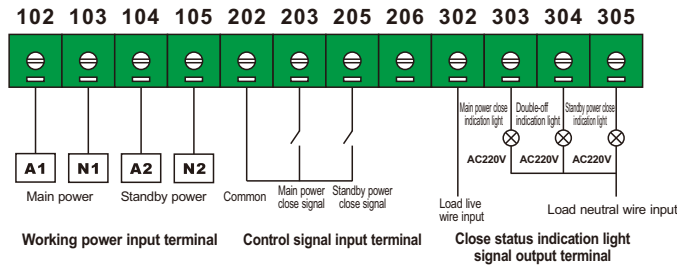 102 103 104 105 202 203 205 206 302 303 304 305
Main power close indication light
Double-off indication light
Standby power close indication light
AC220V AC220V AC220V
A1 N1 A2 N2
Main power
Standby power
Common
Main power close signal
Standby power close signal
Load live wire input
Load neutral wire input
Working power input terminal
Control signal input terminal
Close status indication light signal output terminal